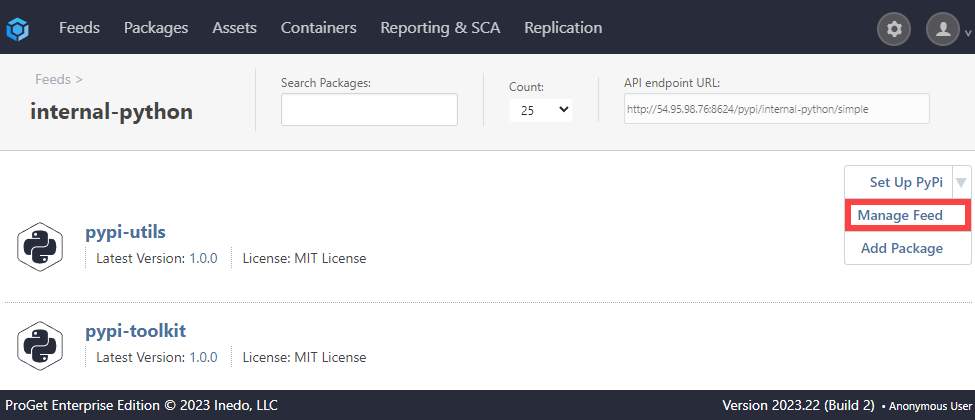 Feeds Packages Assets Containers Reporting & SCA Replication
Feeds >
internal-python
Search Packages:
Count:
25
API endpoint URL:
http://54.95.98.76:8624/pypi/internal-python/simple
Set Up PyPi
Manage Feed
Add Package
pypi-utils
Latest Version: 1.0.0 License: MIT License
pypi-toolkit
Latest Version: 1.0.0 License: MIT License
ProGet Enterprise Edition © 2023 Inedo, LLC Version 2023.22 (Build 2) • Anonymous User